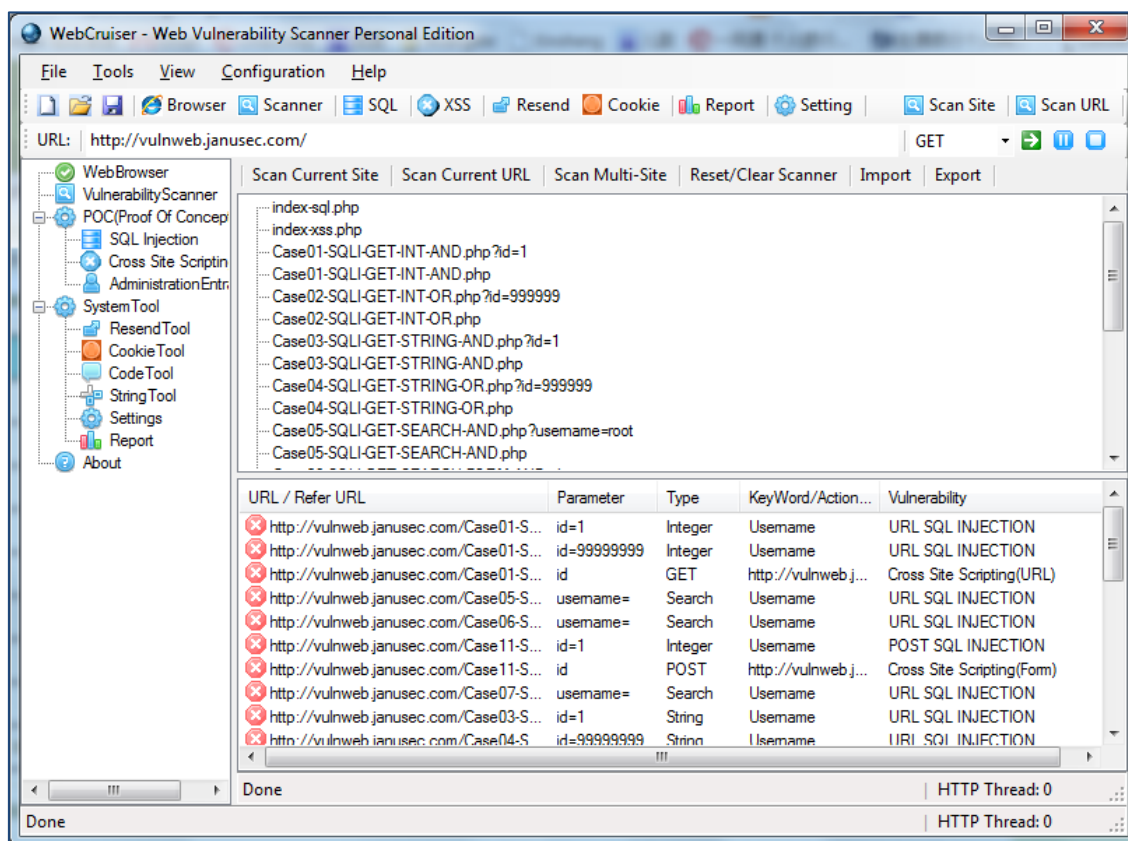 WebCruiser - Web Vulnerability Scanner Personal Edition
File Tools View Configuration Help
Browser Scanner SQL XSS Resend Cookie Report Setting Scan Site Scan URL
URL: http://vulnweb.janusec.com/ GET
WebBrowser
VulnerabilityScanner
POC(Proof Of Concep
SQL Injection
Cross Site Scriptin
AdministrationEntr
SystemTool
ResendTool
CookieTool
CodeTool
StringTool
Settings
Report
About
Scan Current Site Scan Current URL Scan Multi-Site Reset/Clear Scanner Import Export
index-sql.php
index-xss.php
Case01-SQLI-GET-INT-AND.php?id=1
Case01-SQLI-GET-INT-AND.php
Case02-SQLI-GET-INT-OR.php?id=999999
Case02-SQLI-GET-INT-OR.php
Case03-SQLI-GET-STRING-AND.php?id=1
Case03-SQLI-GET-STRING-AND.php
Case04-SQLI-GET-STRING-OR.php?id=999999
Case04-SQLI-GET-STRING-OR.php
Case05-SQLI-GET-SEARCH-AND.php?username=root
Case05-SQLI-GET-SEARCH-AND.php
URL / Refer URL Parameter Type KeyWord/Action... Vulnerability
http://vulnweb.janusec.com/Case01-S... id=1 Integer Username URL SQL INJECTION
http://vulnweb.janusec.com/Case01-S... id=99999999 Integer Username URL SQL INJECTION
http://vulnweb.janusec.com/Case01-S... id GET http://vulnweb.j... Cross Site Scripting(URL)
http://vulnweb.janusec.com/Case05-S... username= Search Username URL SQL INJECTION
http://vulnweb.janusec.com/Case06-S... username= Search Username URL SQL INJECTION
http://vulnweb.janusec.com/Case11-S... id=1 Integer Username POST SQL INJECTION
http://vulnweb.janusec.com/Case11-S... id POST http://vulnweb.j... Cross Site Scripting(Form)
http://vulnweb.janusec.com/Case07-S... username= Search Username URL SQL INJECTION
http://vulnweb.janusec.com/Case03-S... id=1 String Username URL SQL INJECTION
http://vulnweb.janusec.com/Case04-S id=99999999 String Username URL SQL INJECTION
Done HTTP Thread: 0
Done HTTP Thread: 0